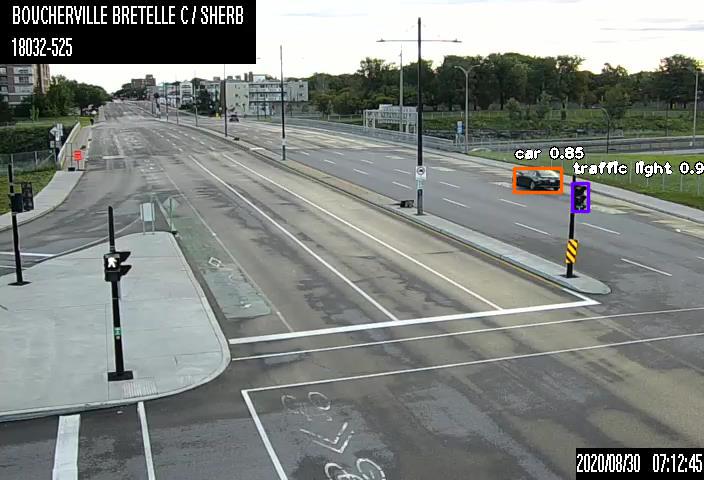 BOUCHERVILLE BRETELLE C / SHERB
18032-525
car 0.85
traffic light 0.9
2020/08/30 07:12:45